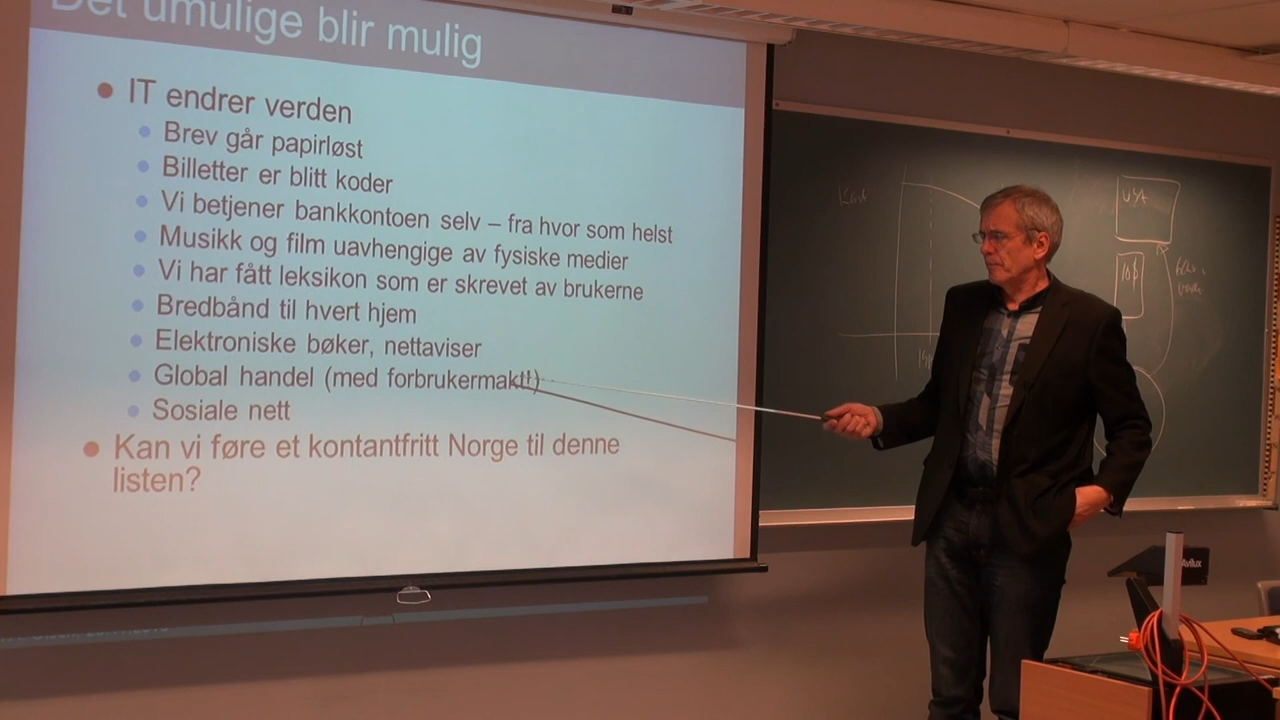 Det umulige blir mulig
IT endrer verden
Brev går papirløst
Billetter er blitt koder
Vi betjener bankkontoen selv – fra hvor som helst
Musikk og film uavhengige av fysiske medier
Vi har fått leksikon som er skrevet av brukerne
Bredbånd til hvert hjem
Elektroniske bøker, nettaviser
Global handel (med forbrukermakt!)
Sosiale nett
Kan vi føre et kontantfritt Norge til denne
listen?